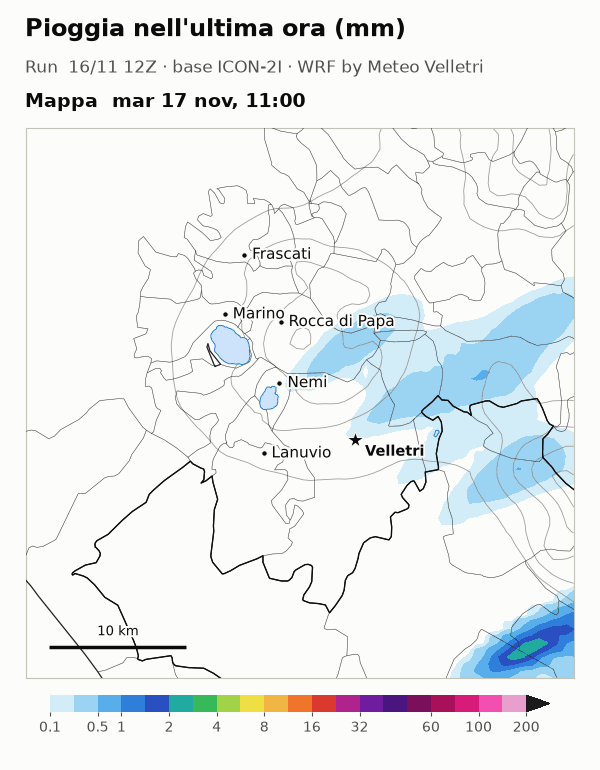 Pioggia nell'ultima ora (mm)
Run  16/11 12Z · base ICON-2I · WRF by Meteo Velletri
Mappa  mar 17 nov, 11:00
Frascati
Marino
Rocca di Papa
Nemi
Velletri
Lanuvio
10 km
0.1 0.5 1 2 4 8 16 32 60 100 200